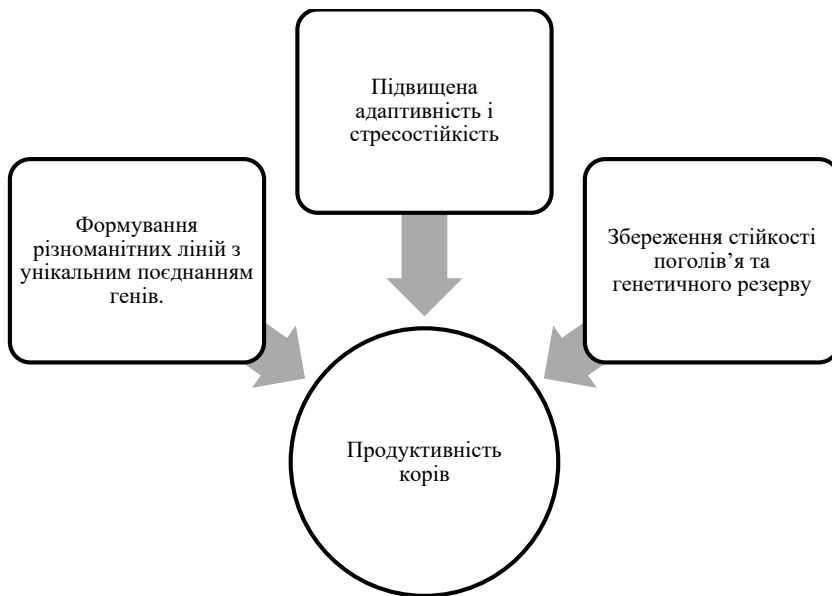 Підвищена
адаптивність і
стресостійкість
Формування
різноманітних ліній з
унікальним поєднанням
генів.
Збереження стійкості
поголів’я та
генетичного резерву
Продуктивність
корів